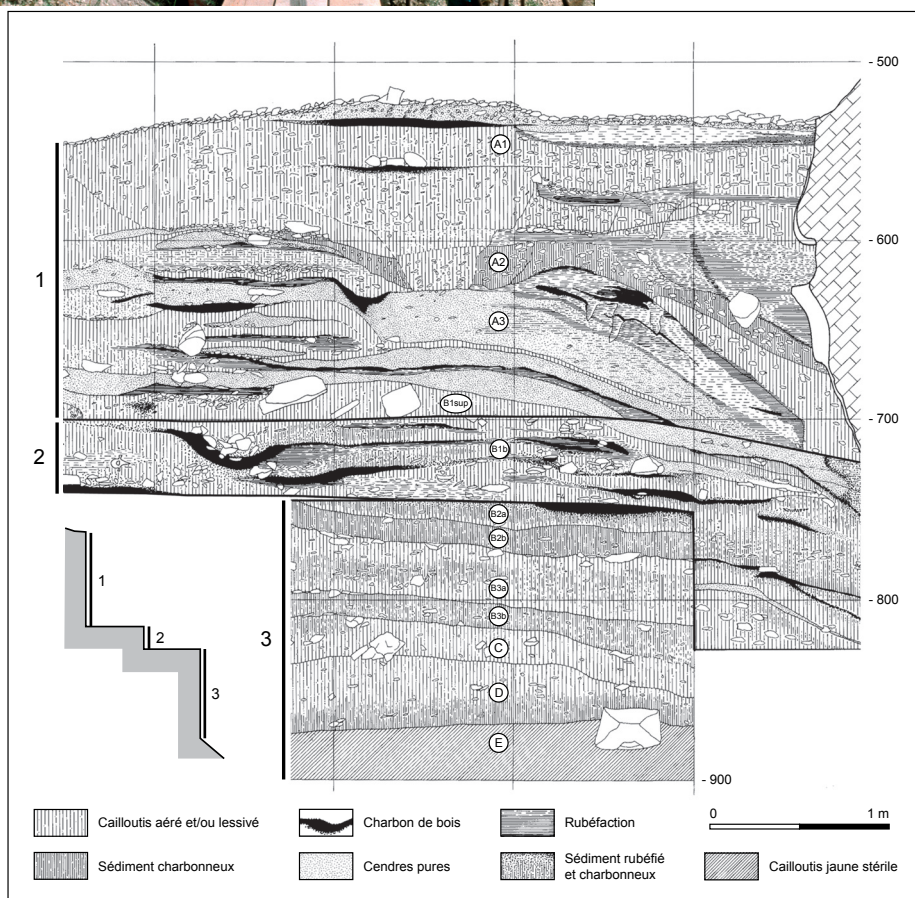 - 500
A1
- 600
A2
1
A3
B1sup
- 700
2
B1b
B2a
B2b
1
B3a
- 800
2
3
B3b
C
3
D
E
- 900
Cailloutis aéré et/ou lessivé
Charbon de bois
Rubéfaction
0 1 m
Sédiment charbonneux
Cendres pures
Sédiment rubéfié
et charbonneux
Cailloutis jaune stérile